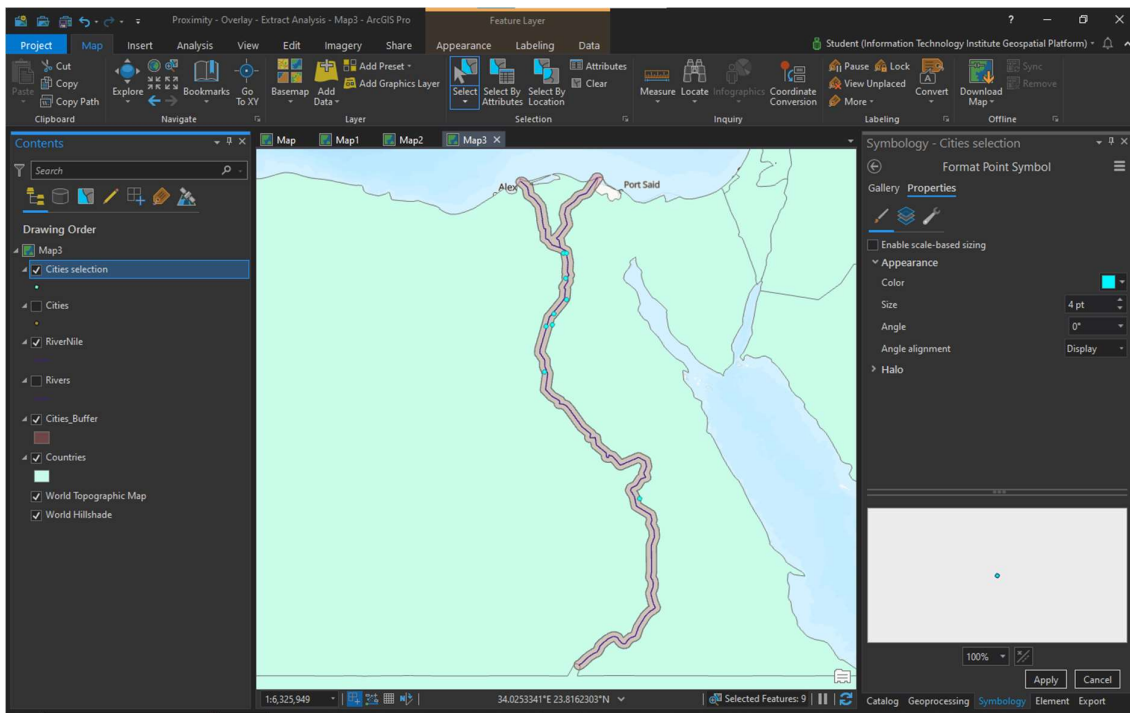 Proximity - Overlay - Extract Analysis - Map3 - ArcGIS Pro
Feature Layer
?
Project Map Insert Analysis View Edit Imagery Share Appearance Labeling Data
Student (Information Technology Institute Geospatial Platform)
Paste
Cut
Copy
Copy Path
Clipboard
Explore
Bookmarks
Go To XY
Navigate
Basemap
Add Data
Add Preset
Add Graphics Layer
Layer
Select
Select By Attributes
Select By Location
Attributes
Clear
Selection
Measure
Locate
Infographics
Coordinate Conversion
Inquiry
Pause Lock
View Unplaced
More
Convert
Labeling
Download Map
Sync
Remove
Offline
Contents
Search
Drawing Order
Map3
Cities selection
Cities
RiverNile
Rivers
Cities_Buffer
Countries
World Topographic Map
World Hillshade
Map Map1 Map2 Map3
Alex
Port Said
1:6,325,949
34.0253341°E 23.8162303°N
Selected Features: 9
Symbology - Cities selection
Format Point Symbol
Gallery Properties
Enable scale-based sizing
Appearance
Color
Size 4 pt
Angle 0°
Angle alignment Display
Halo
100%
Apply Cancel
Catalog Geoprocessing Symbology Element Export